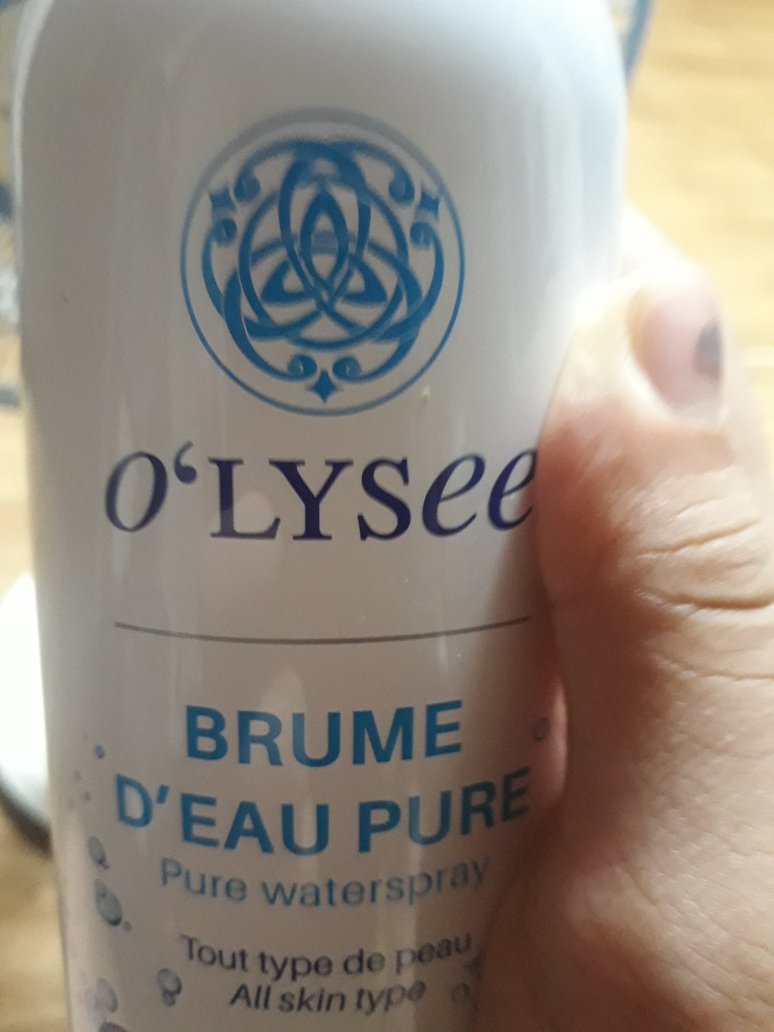 O‘LYSee
BRUME
D’EAU PURE
Pure waterspray
Tout type de peau
All skin type